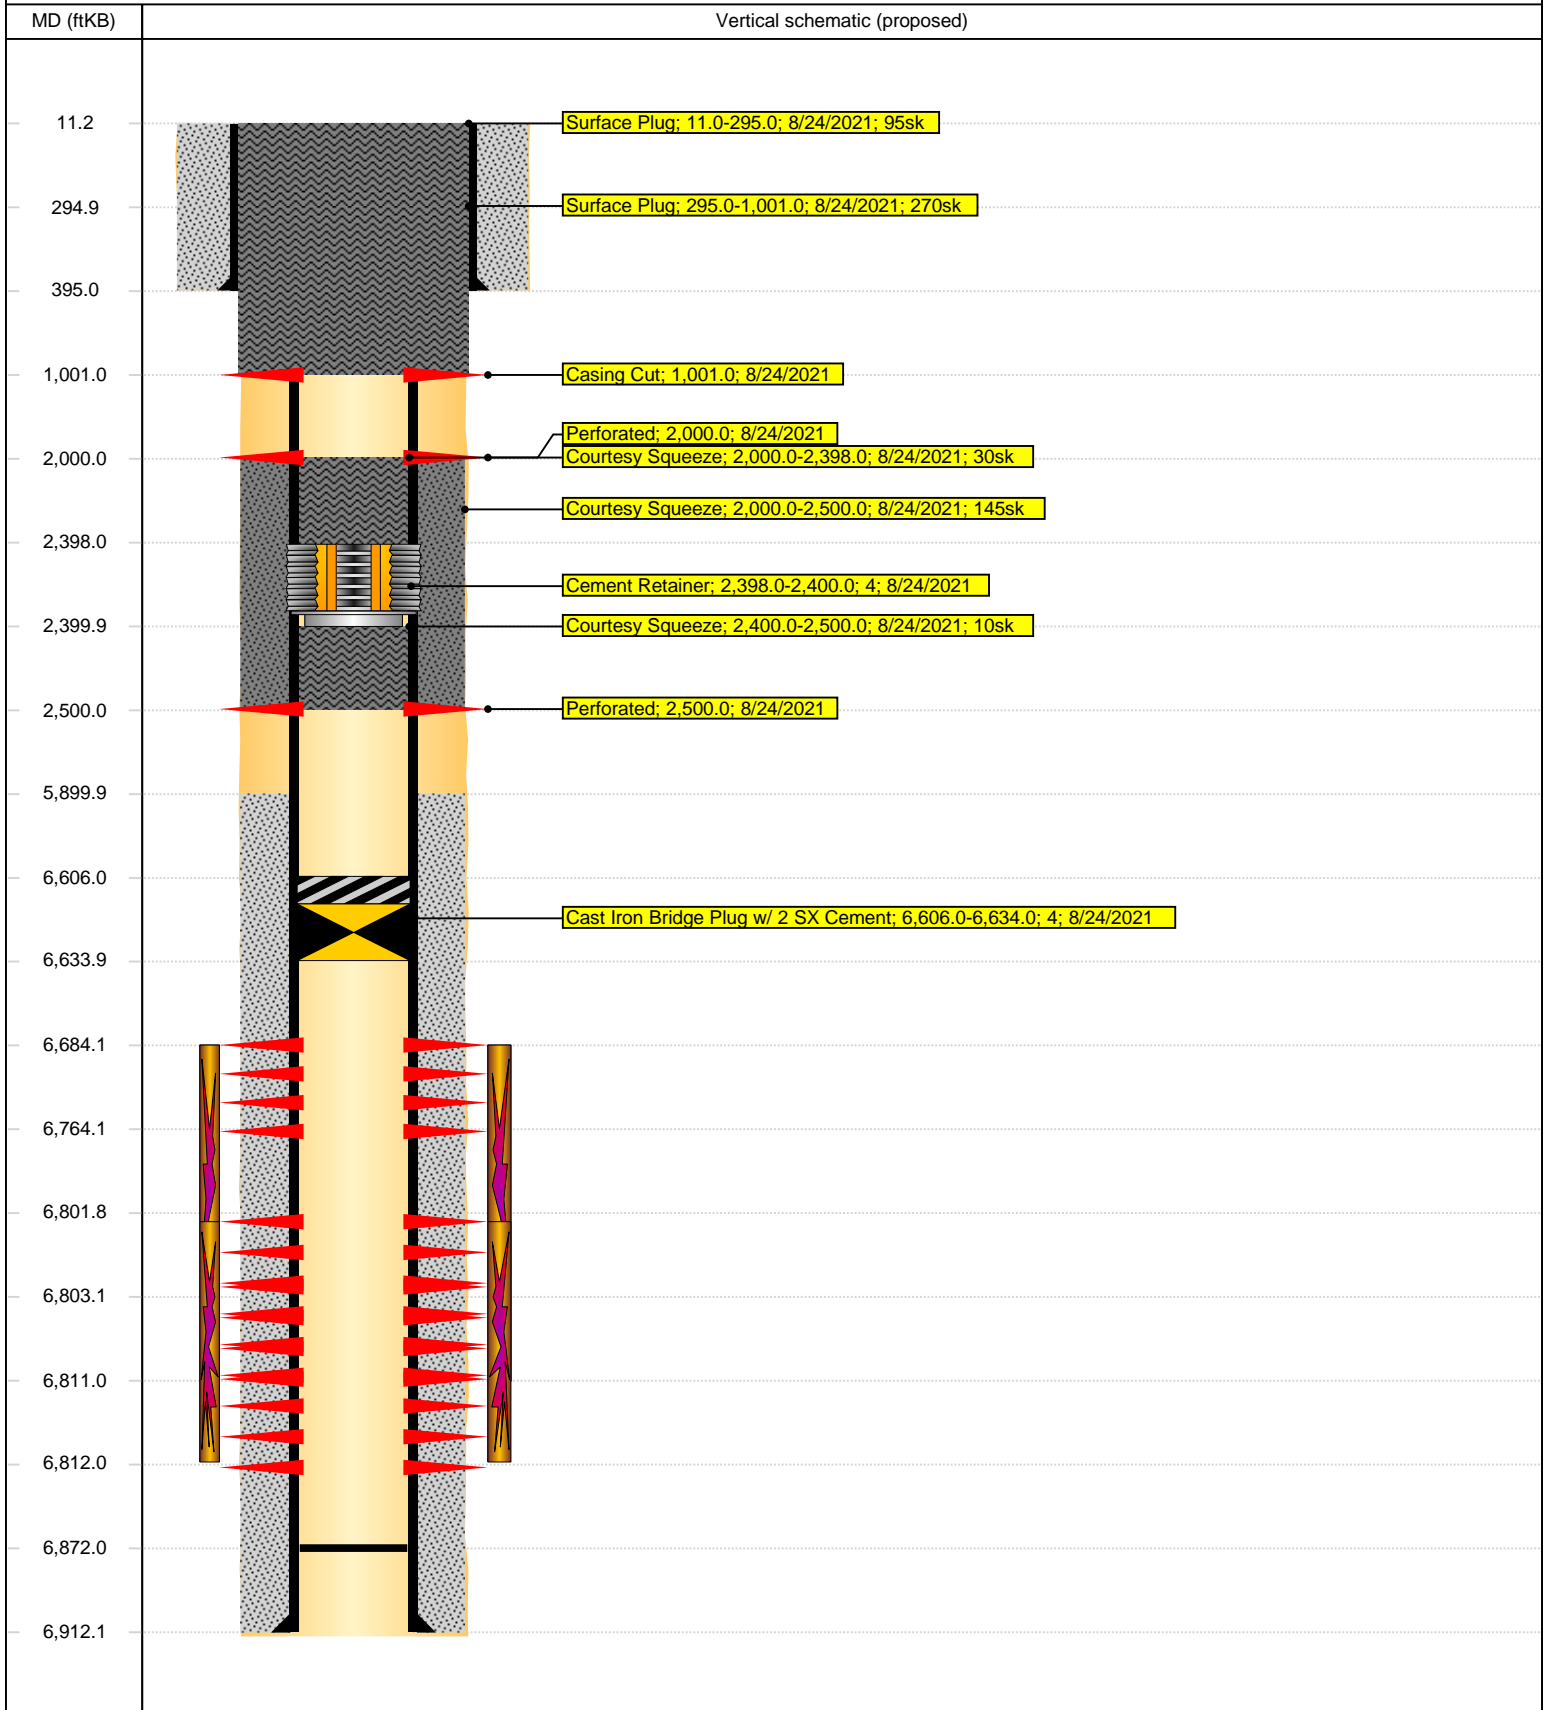 MD (ftKB)
Vertical schematic (proposed)
11.2
Surface Plug; 11.0-295.0; 8/24/2021; 95sk
294.9
Surface Plug; 295.0-1,001.0; 8/24/2021; 270sk
395.0
1,001.0
Casing Cut; 1,001.0; 8/24/2021
Perforated; 2,000.0; 8/24/2021
2,000.0
Courtesy Squeeze; 2,000.0-2,398.0; 8/24/2021; 30sk
Courtesy Squeeze; 2,000.0-2,500.0; 8/24/2021; 145sk
2,398.0
Cement Retainer; 2,398.0-2,400.0; 4; 8/24/2021
2,399.9
Courtesy Squeeze; 2,400.0-2,500.0; 8/24/2021; 10sk
2,500.0
Perforated; 2,500.0; 8/24/2021
5,899.9
6,606.0
Cast Iron Bridge Plug w/ 2 SX Cement; 6,606.0-6,634.0; 4; 8/24/2021
6,633.9
6,684.1
6,764.1
6,801.8
6,803.1
6,811.0
6,812.0
6,872.0
6,912.1